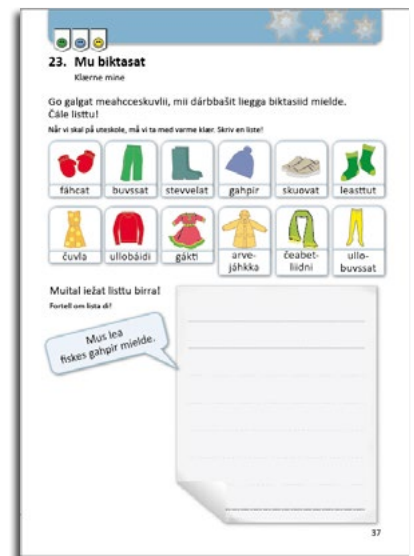 23. Mu biktasat
Klærne mine
Go galgat meahcceskuvlii, mii dárbbašit liegga biktasiid mielde.
Čále listtu!
Når vi skal på uteskole, må vi ta med varme klær. Skriv en liste!
fáhcat buvssat stevvelat gahpir skuovat leasttut
čuvla ullobáidi gákti arve-jáhkka čeabet-liidni ullo-buvssat
Muital iežat listtu birra!
Fortell om lista di!
Mus lea
fiskes gahpir mielde.
37